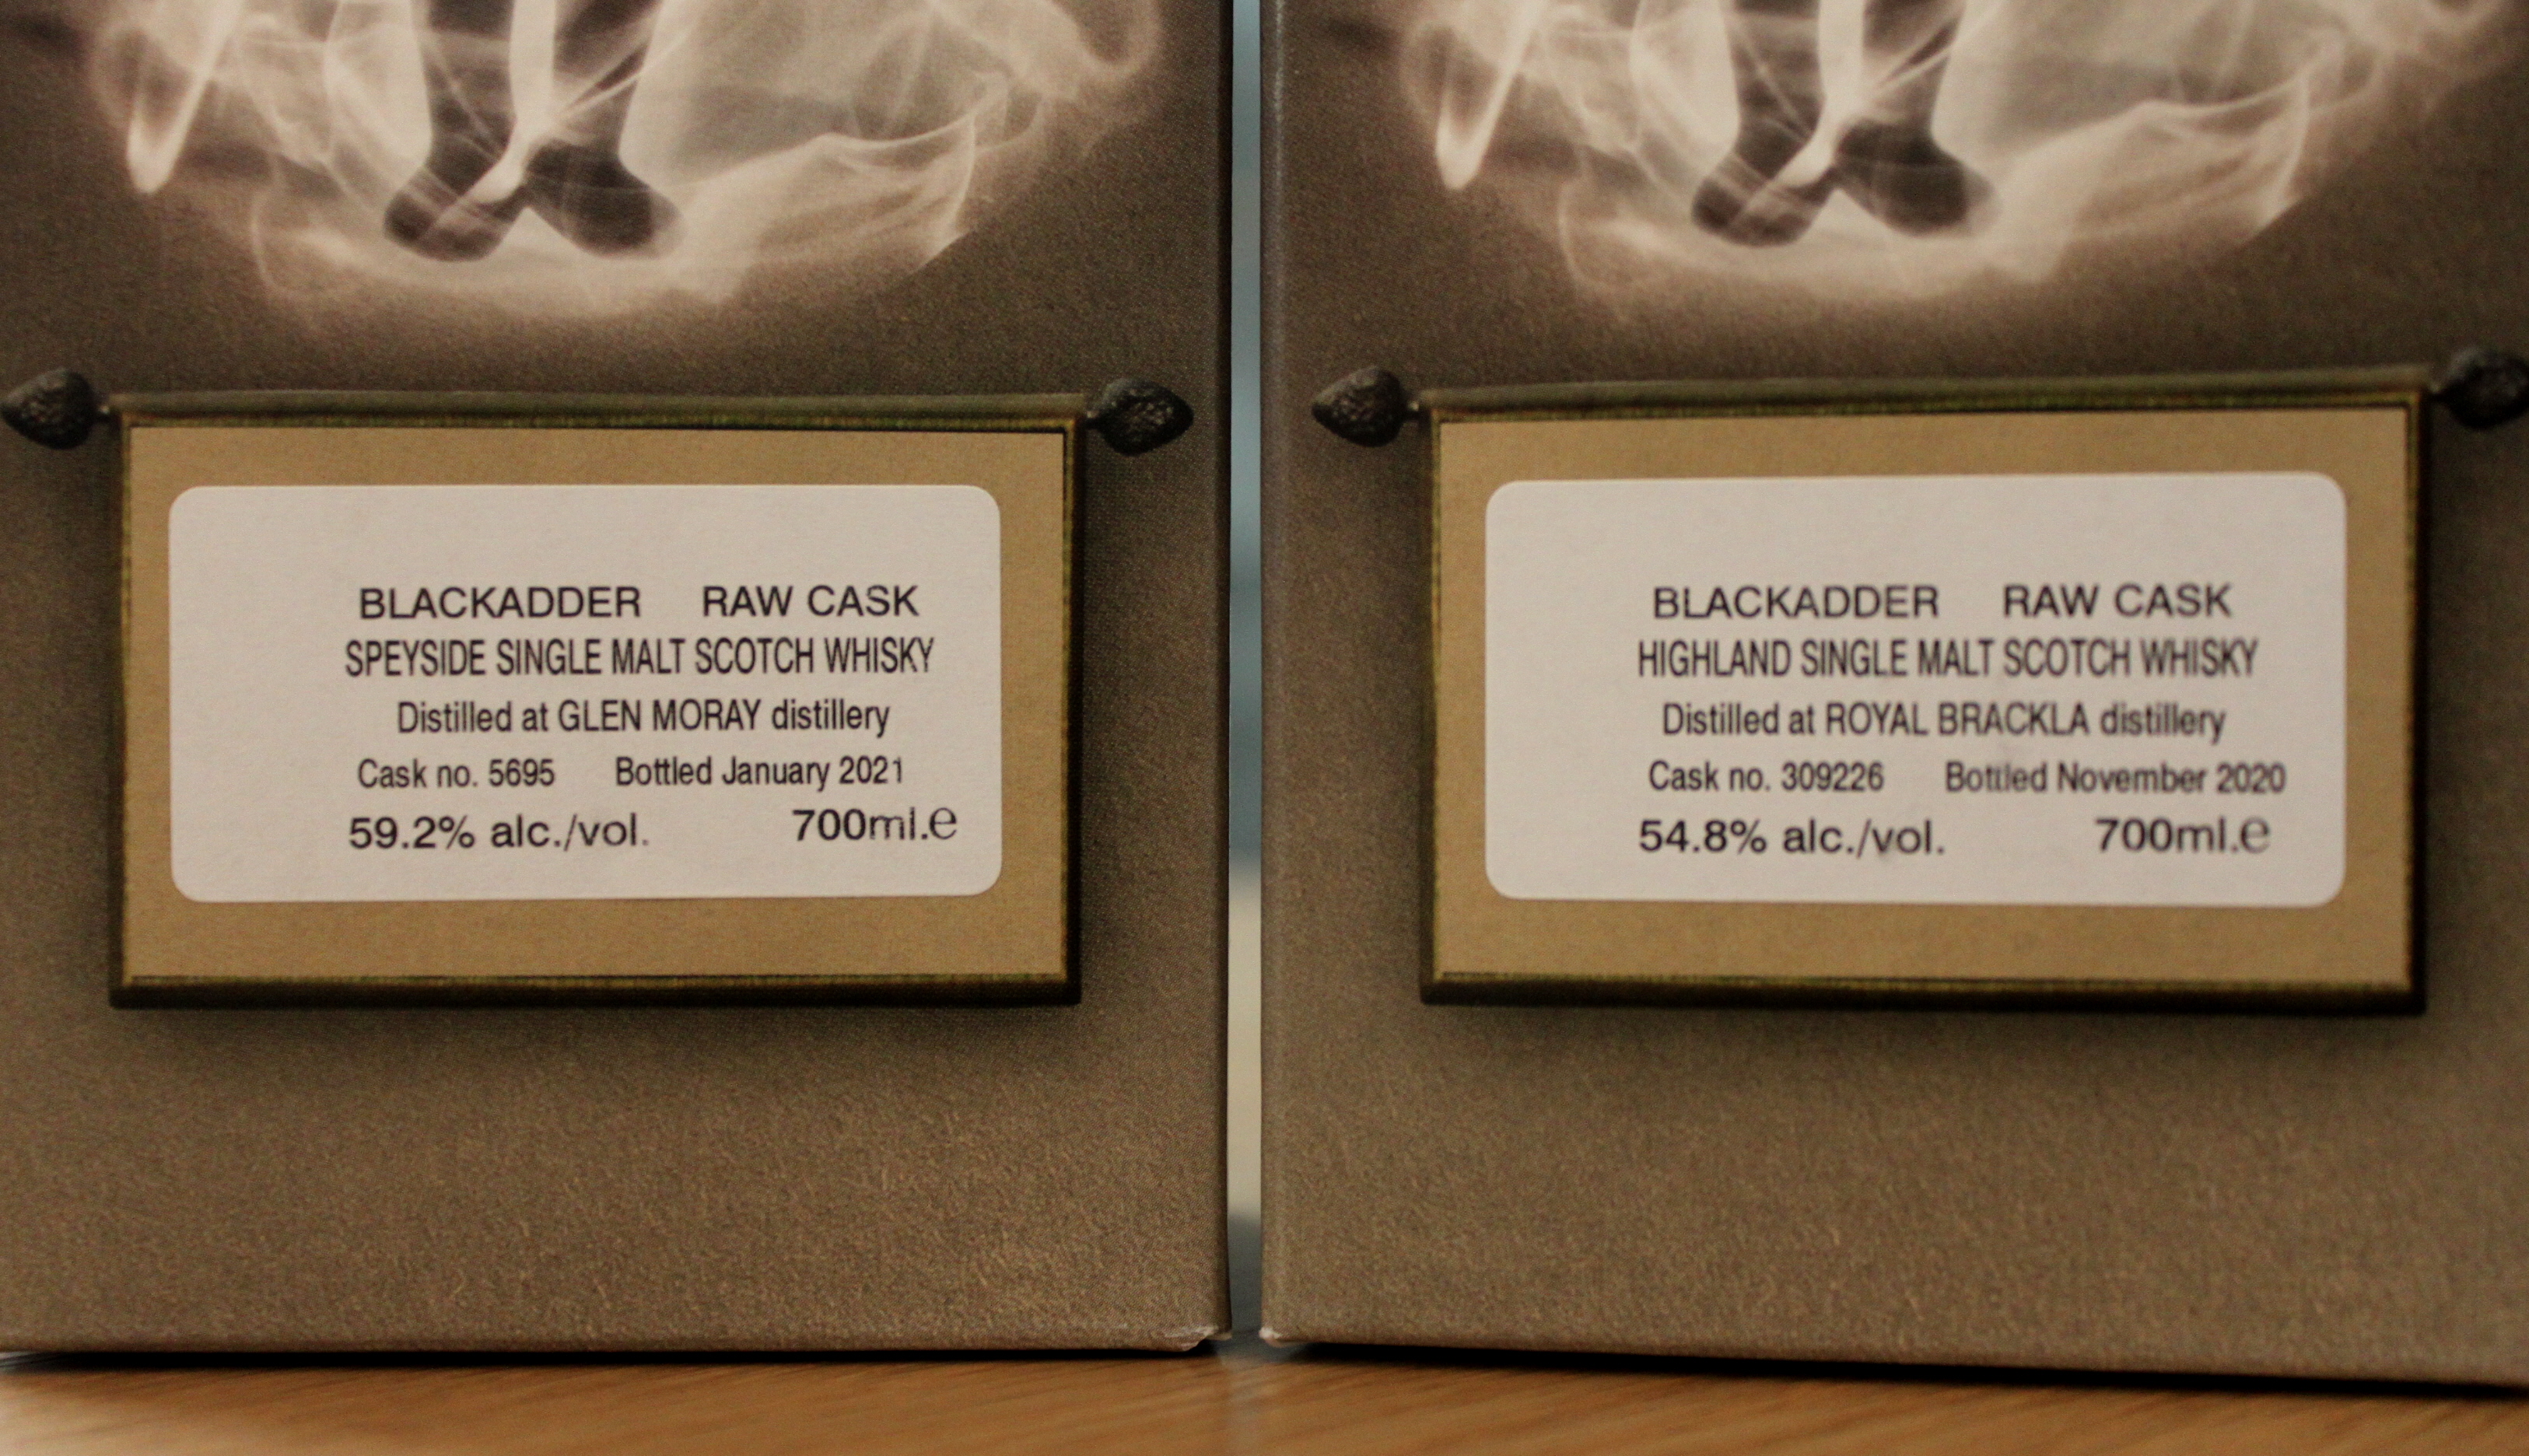 BLACKADDER RAW CASK
SPEYSIDE SINGLE MALT SCOTCH WHISKY
Distilled at GLEN MORAY distillery
Cask no. 5695 Bottled January 2021
59.2% alc./vol. 700ml.e
BLACKADDER RAW CASK
HIGHLAND SINGLE MALT SCOTCH WHISKY
Distilled at ROYAL BRACKLA distillery
Cask no. 309226 Bottled November 2020
54.8% alc./vol. 700ml.e